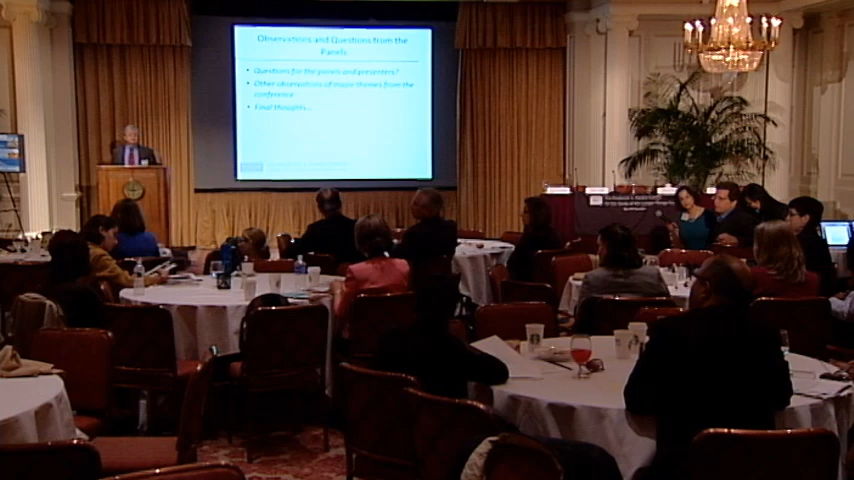 Observations and Questions from the
Panels
• Questions for the panels and presenters?
• Other observations of major themes from the
conference
• Final thoughts...